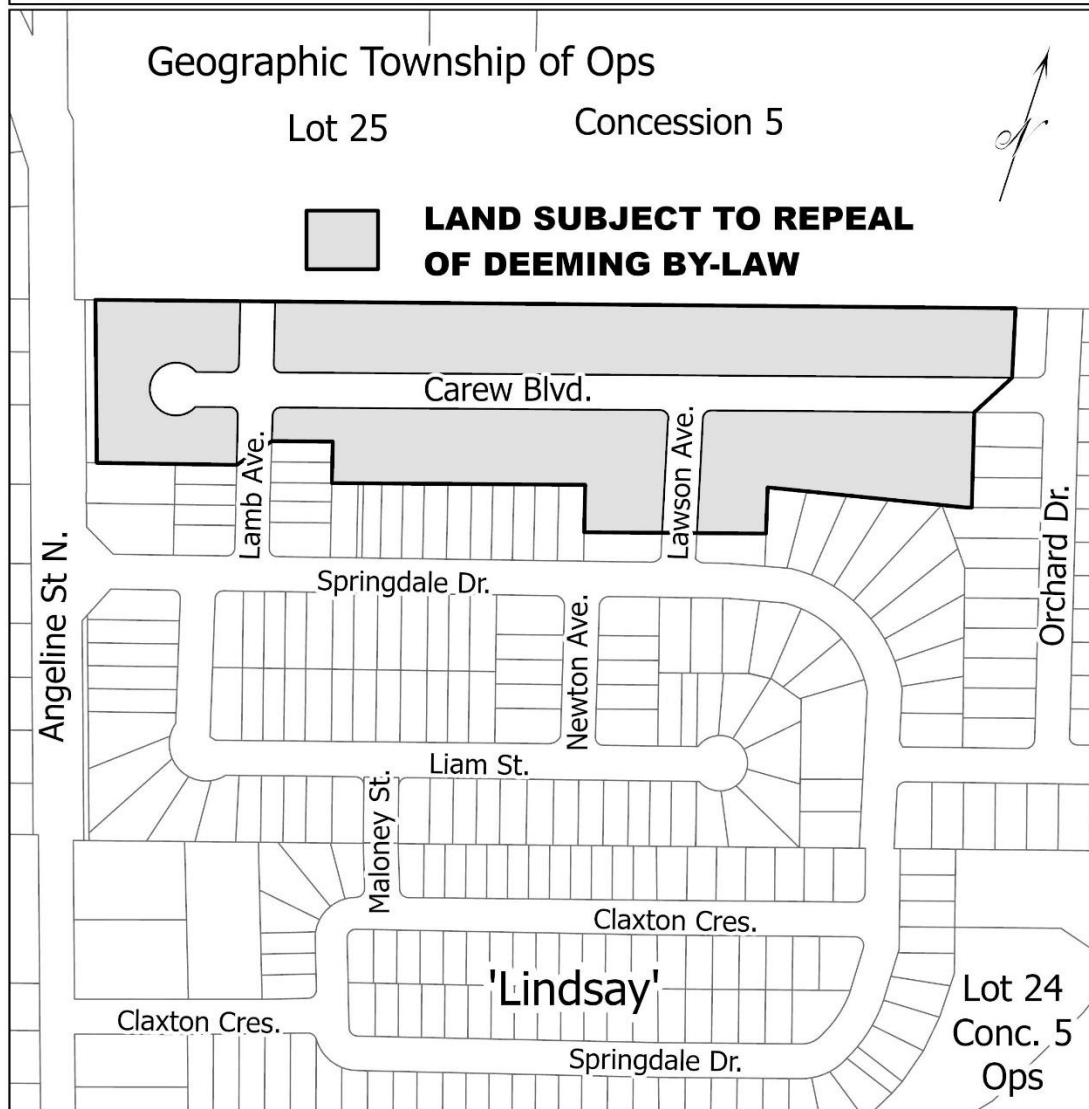 Geographic Township of Ops
Lot 25
Concession 5
N
LAND SUBJECT TO REPEAL
OF DEEMING BY-LAW
Carew Blvd.
Lamb Ave.
Lawson Ave.
Angeline St N.
Springdale Dr.
Newton Ave.
Orchard Dr.
Liam St.
Maloney St.
Claxton Cres.
'Lindsay'
Lot 24
Conc. 5
Ops
Claxton Cres.
Springdale Dr.